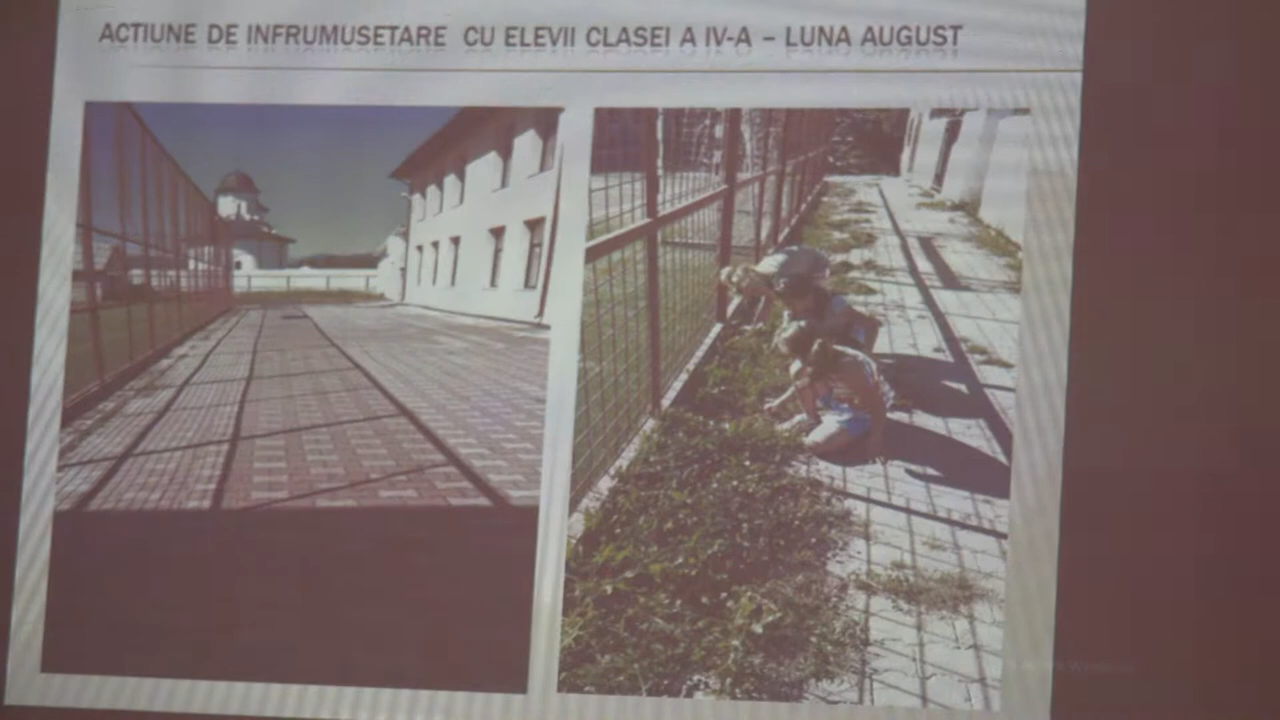 ACTIUNE DE INFRUMUSETARE CU ELEVII CLASEI A IV-A – LUNA AUGUST